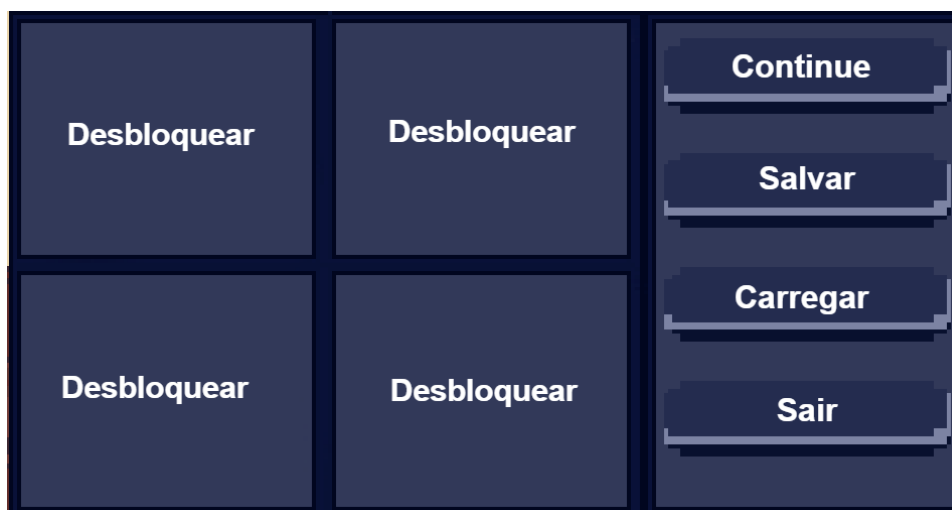 Desbloquear
Desbloquear
Desbloquear
Desbloquear
Continue
Salvar
Carregar
Sair